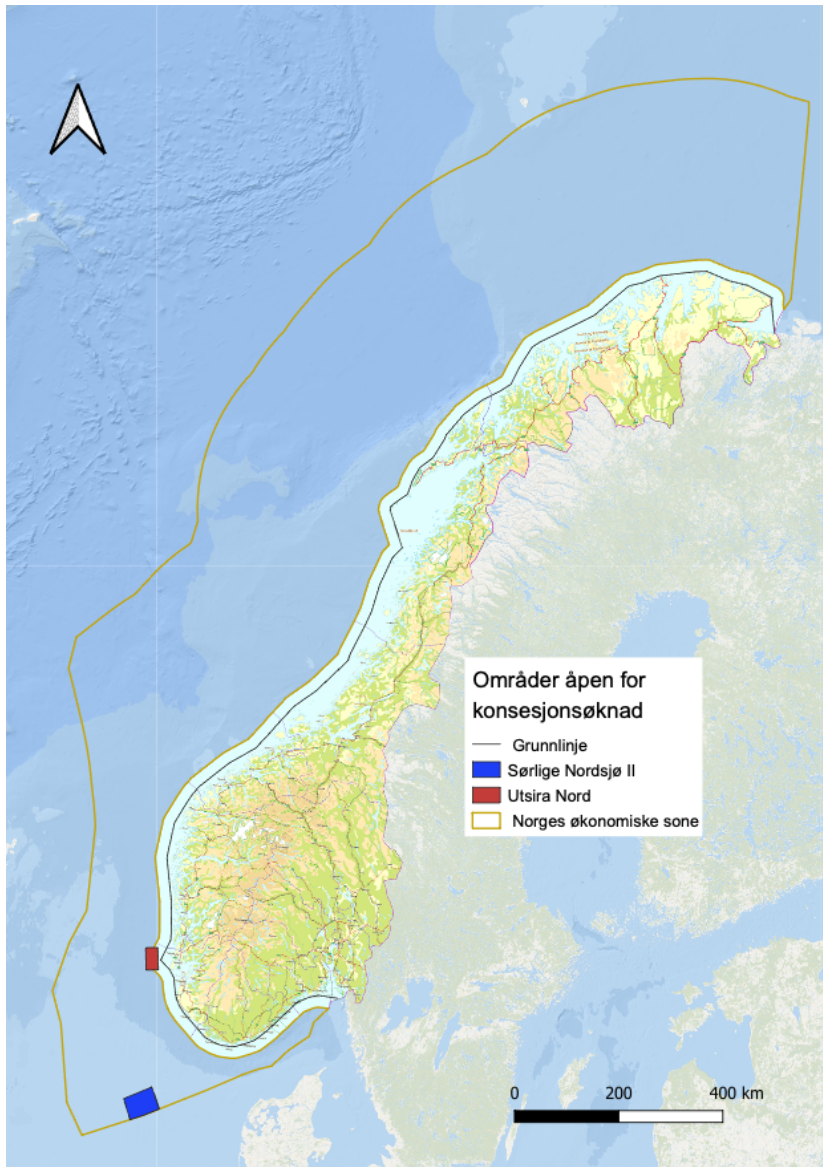 Områder åpen for
konsesjonsøknad
Grunnlinje
Sørlige Nordsjø II
Utsira Nord
Norges økonomiske sone
0 200 400 km